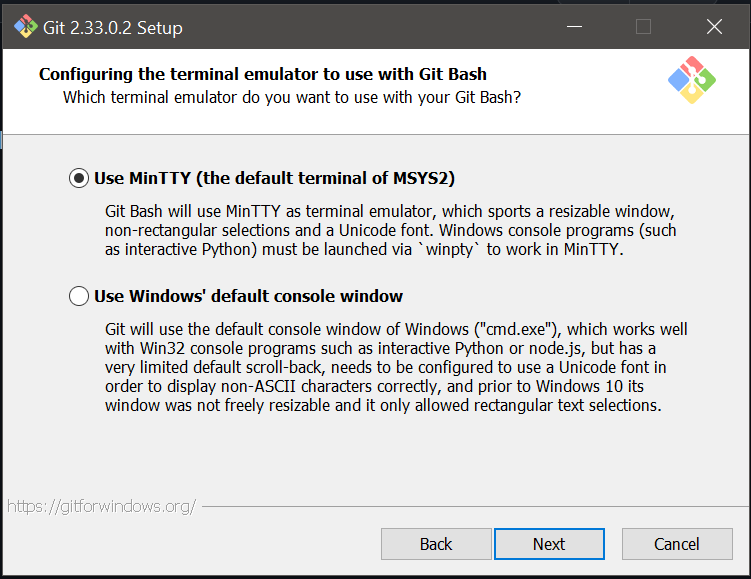 Git 2.33.0.2 Setup
Configuring the terminal emulator to use with Git Bash
Which terminal emulator do you want to use with your Git Bash?
Use MinTTY (the default terminal of MSYS2)
Git Bash will use MinTTY as terminal emulator, which sports a resizable window,
non-rectangular selections and a Unicode font. Windows console programs (such
as interactive Python) must be launched via `winpty` to work in MinTTY.
Use Windows' default console window
Git will use the default console window of Windows ("cmd.exe"), which works well
with Win32 console programs such as interactive Python or node.js, but has a
very limited default scroll-back, needs to be configured to use a Unicode font in
order to display non-ASCII characters correctly, and prior to Windows 10 its
window was not freely resizable and it only allowed rectangular text selections.
https://gitforwindows.org/
Back Next Cancel